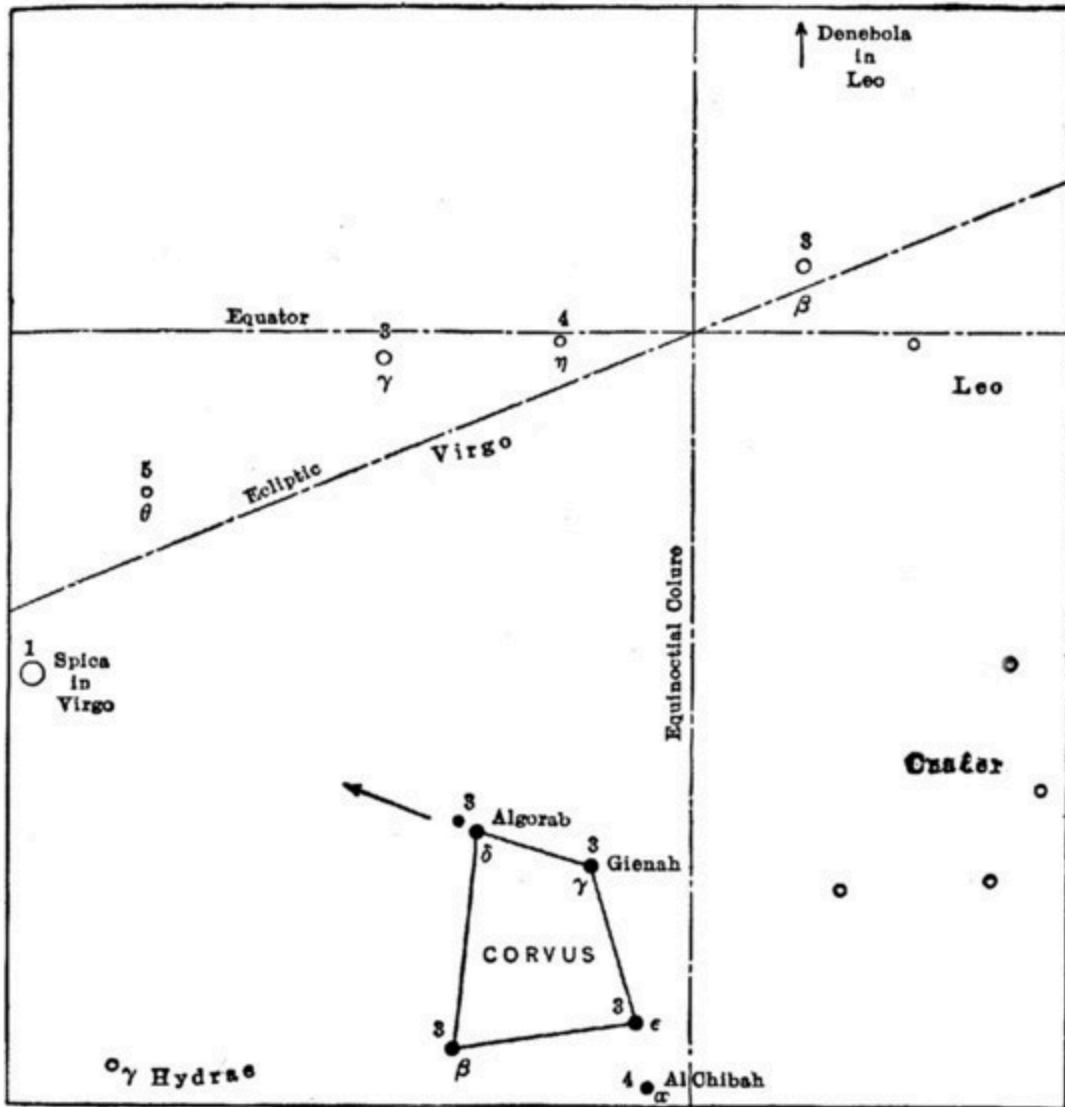 Denebola
in
Leo
3
β
Equator
3
γ
4
η
Leo
Virgo
Ecliptic
5
θ
Equinoctial Colure
1
Spica
in
Virgo
Crater
3
Algorab
δ
3
Gienah
γ
CORVUS
3
ε
3
β
γ Hydrae
4
Al Chibah
α